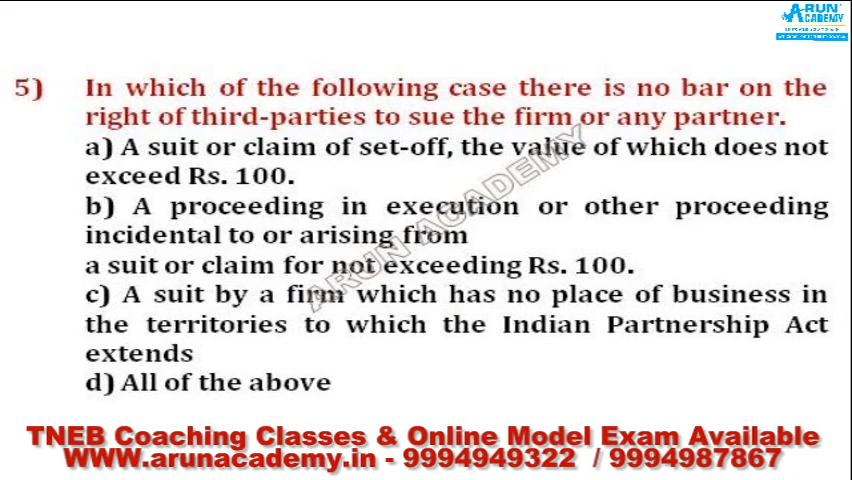 ARUN
ACADEMY
5) In which of the following case there is no bar on the
right of third-parties to sue the firm or any partner.
a) A suit or claim of set-off, the value of which does not
exceed Rs. 100.
b) A proceeding in execution or other proceeding
incidental to or arising from
a suit or claim for not exceeding Rs. 100.
c) A suit by a firm which has no place of business in
the territories to which the Indian Partnership Act
extends
d) All of the above
ARUN ACADEMY
TNEB Coaching Classes & Online Model Exam Available
WWW.arunacademy.in - 9994949322 / 9994987867